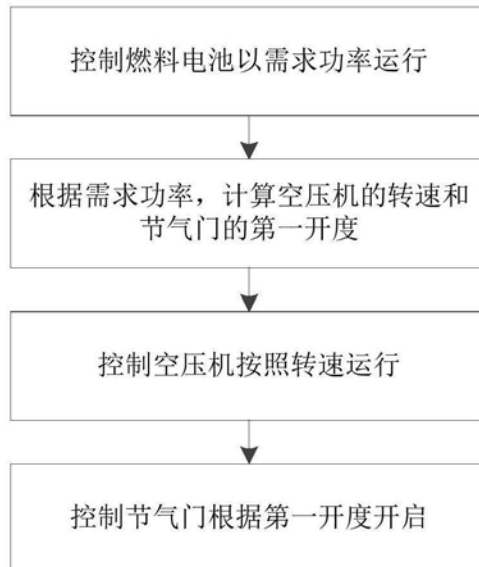 控制燃料电池以需求功率运行
根据需求功率，计算空压机的转速和
节气门的第一开度
控制空压机按照转速运行
控制节气门根据第一开度开启